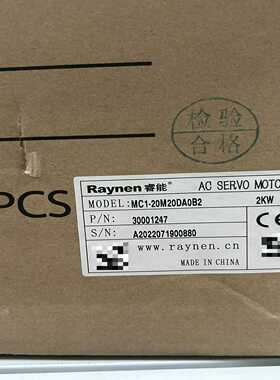 检验
合格
PCS
Raynen 睿能 AC SERVO MOTO
MODEL: MC1-20M20DA0B2 2KW
P/N: 30001247
S/N: A2022071900880
www.raynen.cn
MADE IN CHINA
CE